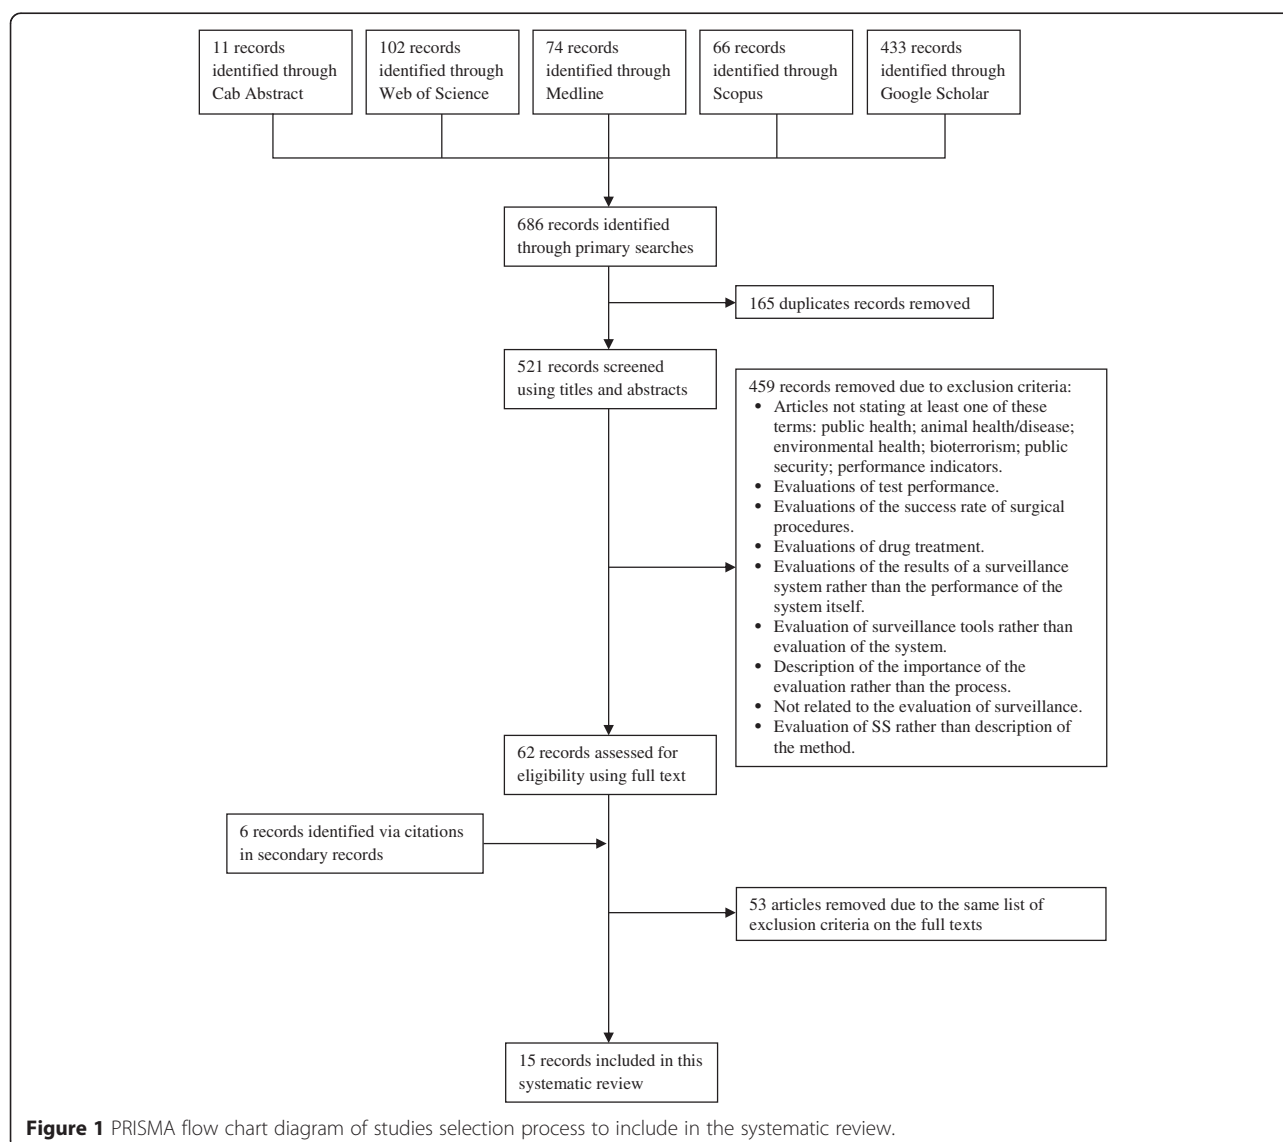 11 records
identified through
Cab Abstract
102 records
identified through
Web of Science
74 records
identified through
Medline
66 records
identified through
Scopus
433 records
identified through
Google Scholar
686 records identified
through primary searches
165 duplicates records removed
521 records screened
using titles and abstracts
459 records removed due to exclusion criteria:
• Articles not stating at least one of these
terms: public health; animal health/disease;
environmental health; bioterrorism; public
security; performance indicators.
• Evaluations of test performance.
• Evaluations of the success rate of surgical
procedures.
• Evaluations of drug treatment.
• Evaluations of the results of a surveillance
system rather than the performance of the
system itself.
• Evaluation of surveillance tools rather than
evaluation of the system.
• Description of the importance of the
evaluation rather than the process.
• Not related to the evaluation of surveillance.
• Evaluation of SS rather than description of
the method.
62 records assessed for
eligibility using full text
6 records identified via citations
in secondary records
53 articles removed due to the same list of
exclusion criteria on the full texts
15 records included in this
systematic review
Figure 1 PRISMA flow chart diagram of studies selection process to include in the systematic review.